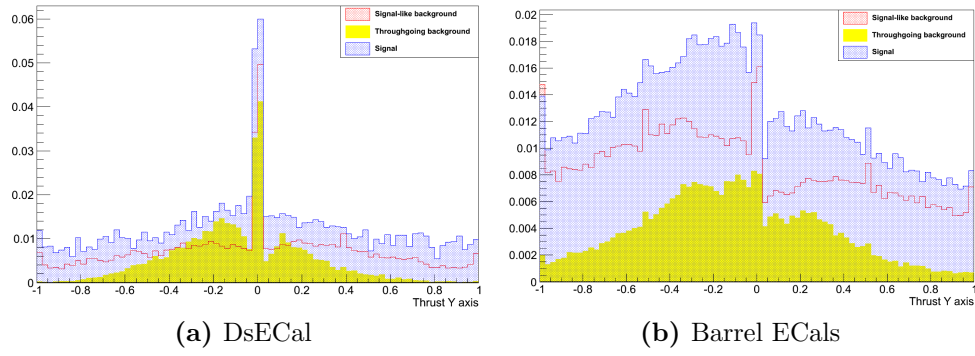 Signal-like background
Throughgoing background
Signal
0.06
0.05
0.04
0.03
0.02
0.01
0
-1 -0.8 -0.6 -0.4 -0.2 0 0.2 0.4 0.6 0.8 1
Thrust Y axis
(a) DsECal
Signal-like background
Throughgoing background
Signal
0.02
0.018
0.016
0.014
0.012
0.01
0.008
0.006
0.004
0.002
0
-1 -0.8 -0.6 -0.4 -0.2 0 0.2 0.4 0.6 0.8 1
Thrust Y axis
(b) Barrel ECals